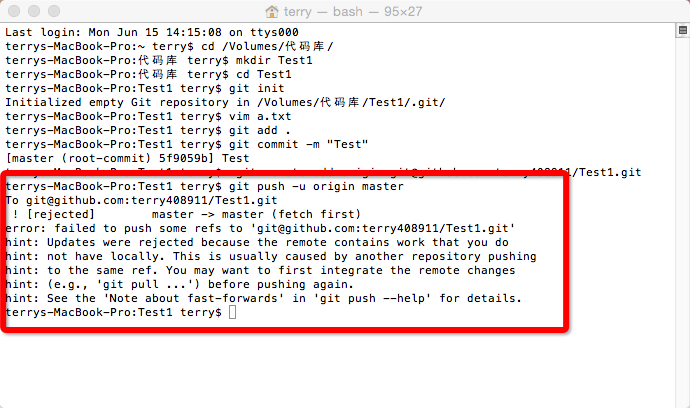 terry — bash — 95×27
Last login: Mon Jun 15 14:15:08 on ttys000
terrys-MacBook-Pro:~ terry$ cd /Volumes/代码库/
terrys-MacBook-Pro:代码库 terry$ mkdir Test1
terrys-MacBook-Pro:代码库 terry$ cd Test1
terrys-MacBook-Pro:Test1 terry$ git init
Initialized empty Git repository in /Volumes/代码库/Test1/.git/
terrys-MacBook-Pro:Test1 terry$ vim a.txt
terrys-MacBook-Pro:Test1 terry$ git add .
terrys-MacBook-Pro:Test1 terry$ git commit -m "Test"
[master (root-commit) 5f9059b] Test
terrys-MacBook-Pro:Test1 terry$ /Test1.git
terrys-MacBook-Pro:Test1 terry$ git push -u origin master
To git@github.com:terry408911/Test1.git
! [rejected] master -> master (fetch first)
error: failed to push some refs to 'git@github.com:terry408911/Test1.git'
hint: Updates were rejected because the remote contains work that you do
hint: not have locally. This is usually caused by another repository pushing
hint: to the same ref. You may want to first integrate the remote changes
hint: (e.g., 'git pull ...') before pushing again.
hint: See the 'Note about fast-forwards' in 'git push --help' for details.
terrys-MacBook-Pro:Test1 terry$